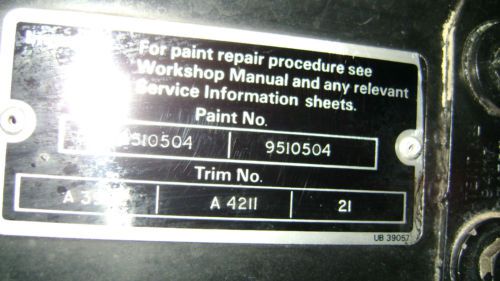 For paint repair procedure see
Workshop Manual and any relevant
Service Information sheets.
Paint No.
9510504 9510504
Trim No.
A 4211 21
UB 39057